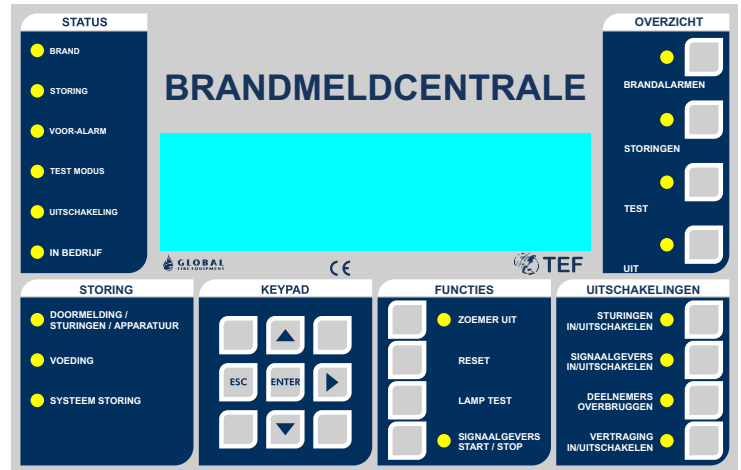 STATUS
BRAND
STORING
VOOR-ALARM
TEST MODUS
UITSCHAKELING
IN BEDRIJF
BRANDMELDCENTRALE
GLOBAL
FIRE EQUIPMENT
CE
TEF
OVERZICHT
BRANDALARMEN
STORINGEN
TEST
UIT
STORING
DOORMELDING /
STURINGEN / APPARATUUR
VOEDING
SYSTEEM STORING
KEYPAD
ESC
ENTER
FUNCTIES
ZOEMER UIT
RESET
LAMP TEST
SIGNAALGEVERS
START / STOP
UITSCHAKELINGEN
STURINGEN
IN/UITSCHAKELEN
SIGNAALGEVERS
IN/UITSCHAKELEN
DEELNEMERS
OVERBRUGGEN
VERTRAGING
IN/UITSCHAKELEN